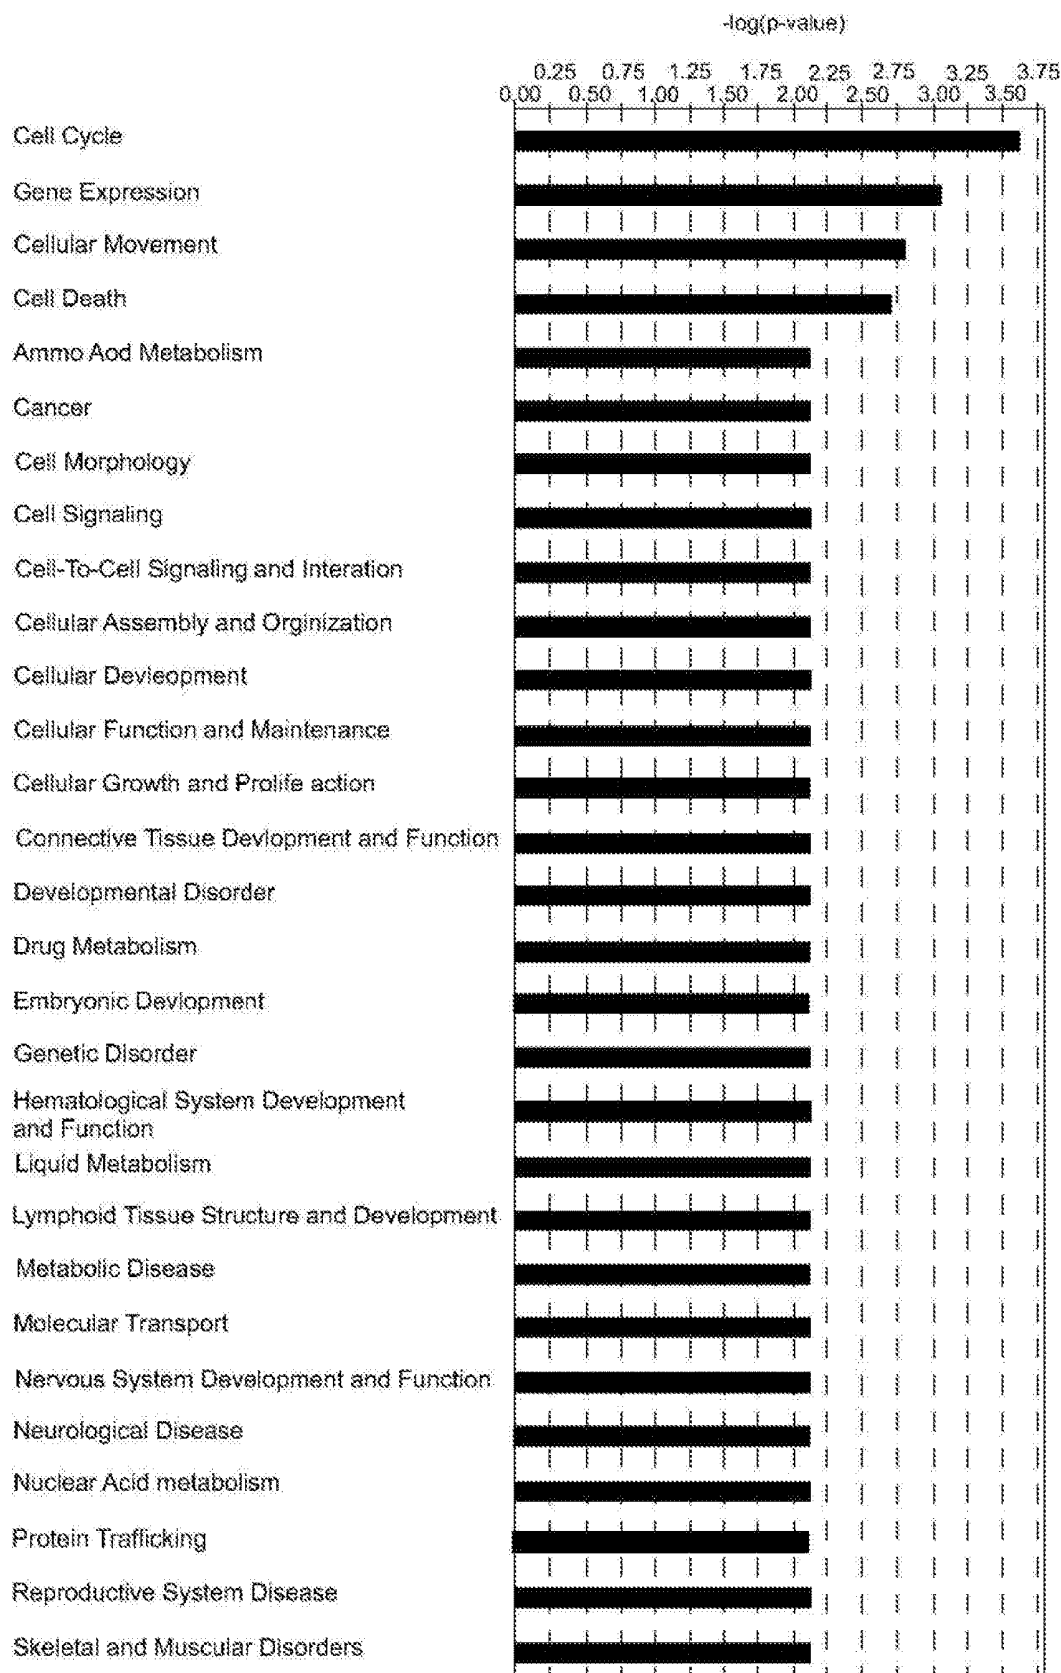 -log(p-value)
0.25 0.75 1.25 1.75 2.25 2.75 3.25 3.75
0.00 0.50 1.00 1.50 2.00 2.50 3.00 3.50
Cell Cycle
Gene Expression
Cellular Movement
Cell Death
Ammo Aod Metabolism
Cancer
Cell Morphology
Cell Signaling
Cell-To-Cell Signaling and Interation
Cellular Assembly and Orginization
Cellular Devleopment
Cellular Function and Maintenance
Cellular Growth and Prolife action
Connective Tissue Devlopment and Function
Developmental Disorder
Drug Metabolism
Embryonic Devlopment
Genetic Disorder
Hematological System Development
and Function
Liquid Metabolism
Lymphoid Tissue Structure and Development
Metabolic Disease
Molecular Transport
Nervous System Development and Function
Neurological Disease
Nuclear Acid metabolism
Protein Trafficking
Reproductive System Disease
Skeletal and Muscular Disorders